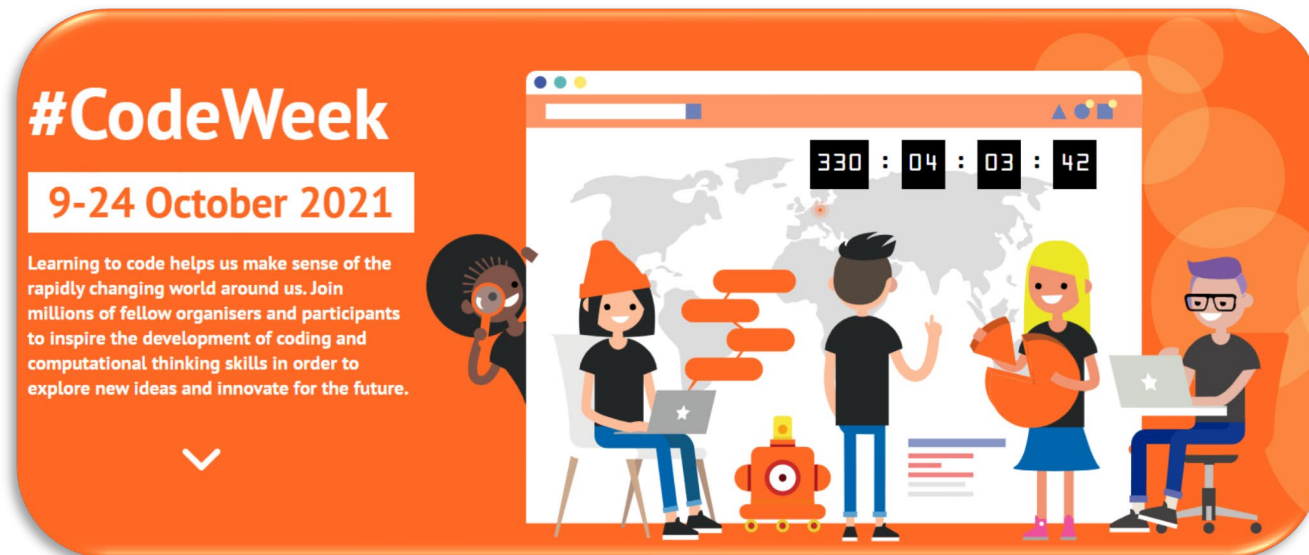 #CodeWeek
9-24 October 2021
Learning to code helps us make sense of the
rapidly changing world around us. Join
millions of fellow organisers and participants
to inspire the development of coding and
computational thinking skills in order to
explore new ideas and innovate for the future.
330 : 04 : 03 : 42